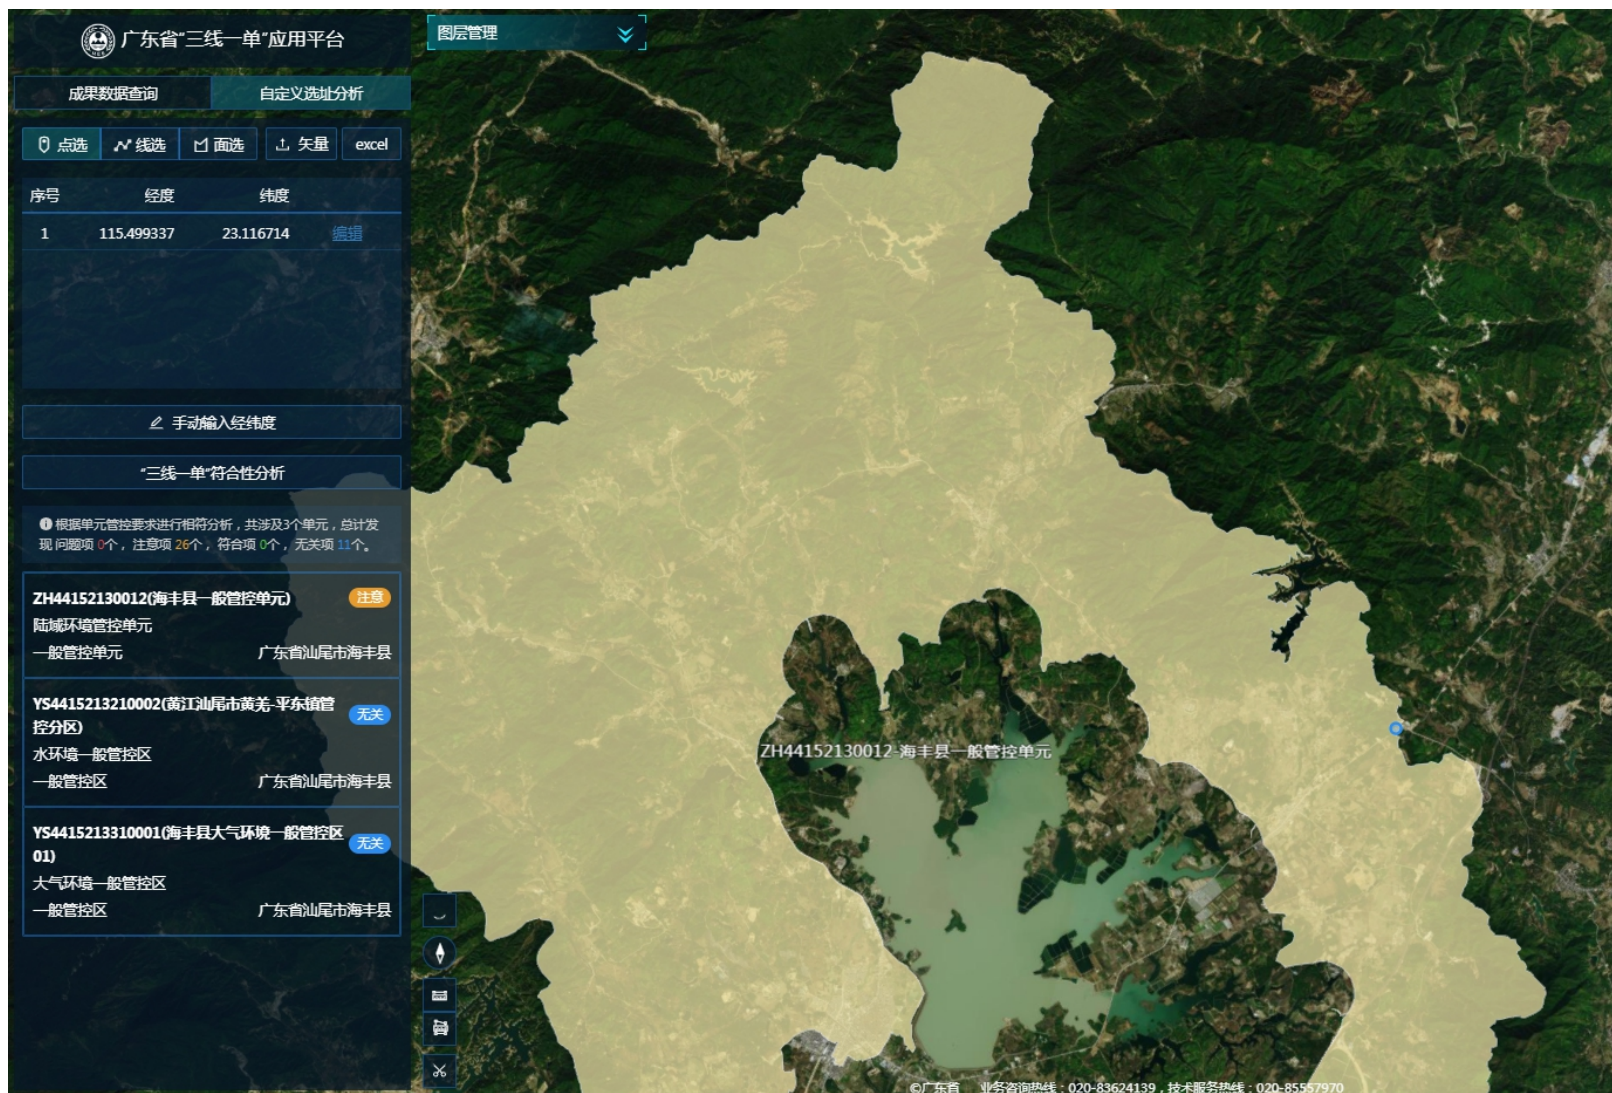 广东省“三线一单”应用平台
图层管理
成果数据查询 自定义选址分析
点选 线选 面选 矢量 excel
序号 经度 纬度
1 115.499337 23.116714 编辑
手动输入经纬度
“三线一单”符合性分析
根据单元管控要求进行相符分析，共涉及3个单元，总计发
现 问题项 0个， 注意项 26个， 符合项 0个， 无关项 11个。
ZH44152130012(海丰县一般管控单元) 注意
陆域环境管控单元
一般管控单元 广东省汕尾市海丰县
YS4415213210002(黄江汕尾市黄羌-平东镇管
控分区) 无关
水环境一般管控区
一般管控区 广东省汕尾市海丰县
YS4415213310001(海丰县大气环境一般管控区
01) 无关
大气环境一般管控区
一般管控区 广东省汕尾市海丰县
ZH44152130012-海丰县一般管控单元
©广东省 业务咨询热线：020-83624139，技术服务热线：020-85557970